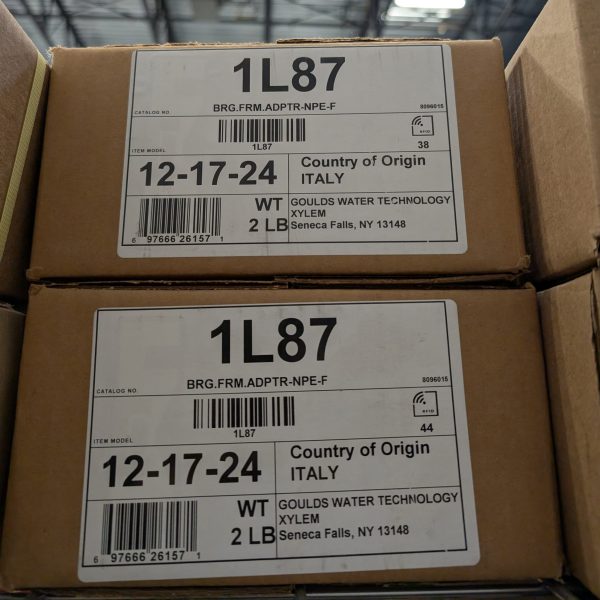 1L87
BRG.FRM.ADPTR-NPE-F
CATALOG NO. 8096015
1L87
ITEM MODEL 38
12-17-24
Country of Origin
ITALY
WT
2 LB
GOULDS WATER TECHNOLOGY
XYLEM
Seneca Falls, NY 13148
6 97666 26157 1
1L87
BRG.FRM.ADPTR-NPE-F
CATALOG NO. 8096015
1L87
ITEM MODEL 44
12-17-24
Country of Origin
ITALY
WT
2 LB
GOULDS WATER TECHNOLOGY
XYLEM
Seneca Falls, NY 13148
6 97666 26157 1